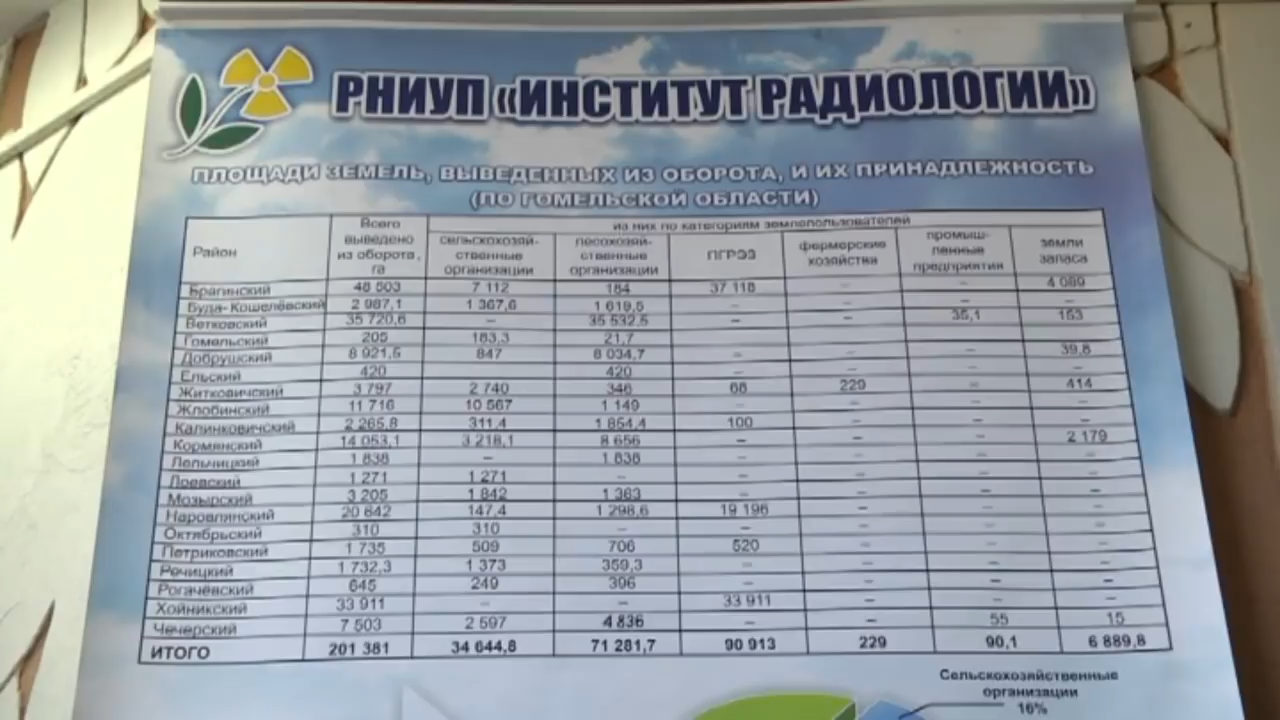 РНИУП «ИНСТИТУТ РАДИОЛОГИИ»
ПЛОЩАДИ ЗЕМЕЛЬ, ВЫВЕДЕННЫХ ИЗ ОБОРОТА, И ИХ ПРИНАДЛЕЖНОСТЬ
(ПО ГОМЕЛЬСКОЙ ОБЛАСТИ)
Район Всего выведено из оборота, га из них по категориям землепользователей
сельскохозяй-ственные организации лесохозяй-ственные организации ПГРЭЗ фермерские хозяйства промыш-ленные предприятия земли запаса
Брагинский 48 503 7 112 184 37 118 – – 4 089
Буда-Кошелёвский 2 987,1 1 367,6 1 619,5 – – – –
Ветковский 35 720,6 – 35 532,5 – – 35,1 153
Гомельский 205 183,3 21,7
Добрушский 8 921,5 847 8 034,7 – – – 39,8
Ельский 420 420 – – – –
Житковичский 3 797 2 740 346 68 229 – 414
Жлобинский 11 716 10 567 1 149 – – – –
Калинковичский 2 265,8 311,4 1 854,4 100 – – –
Кормянский 14 053,1 3 218,1 8 656 – – – 2 179
Лельчицкий 1 838 – 1 838 – – – –
Лоевский 1 271 1 271 – – – – –
Мозырский 3 205 1 842 1 363 – – – –
Наровлянский 20 642 147,4 1 298,6 19 196 – – –
Октябрьский 310 310 – – – – –
Петриковский 1 735 509 706 520 – – –
Речицкий 1 732,3 1 373 359,3 – – – –
Рогачёвский 645 249 396 – – – –
Хойникский 33 911 – – 33 911 – – –
Чечерский 7 503 2 597 4 836 – – 55 15
ИТОГО 201 381 34 644,8 71 281,7 90 913 229 90,1 6 889,8
Сельскохозяйственные
организации
16%